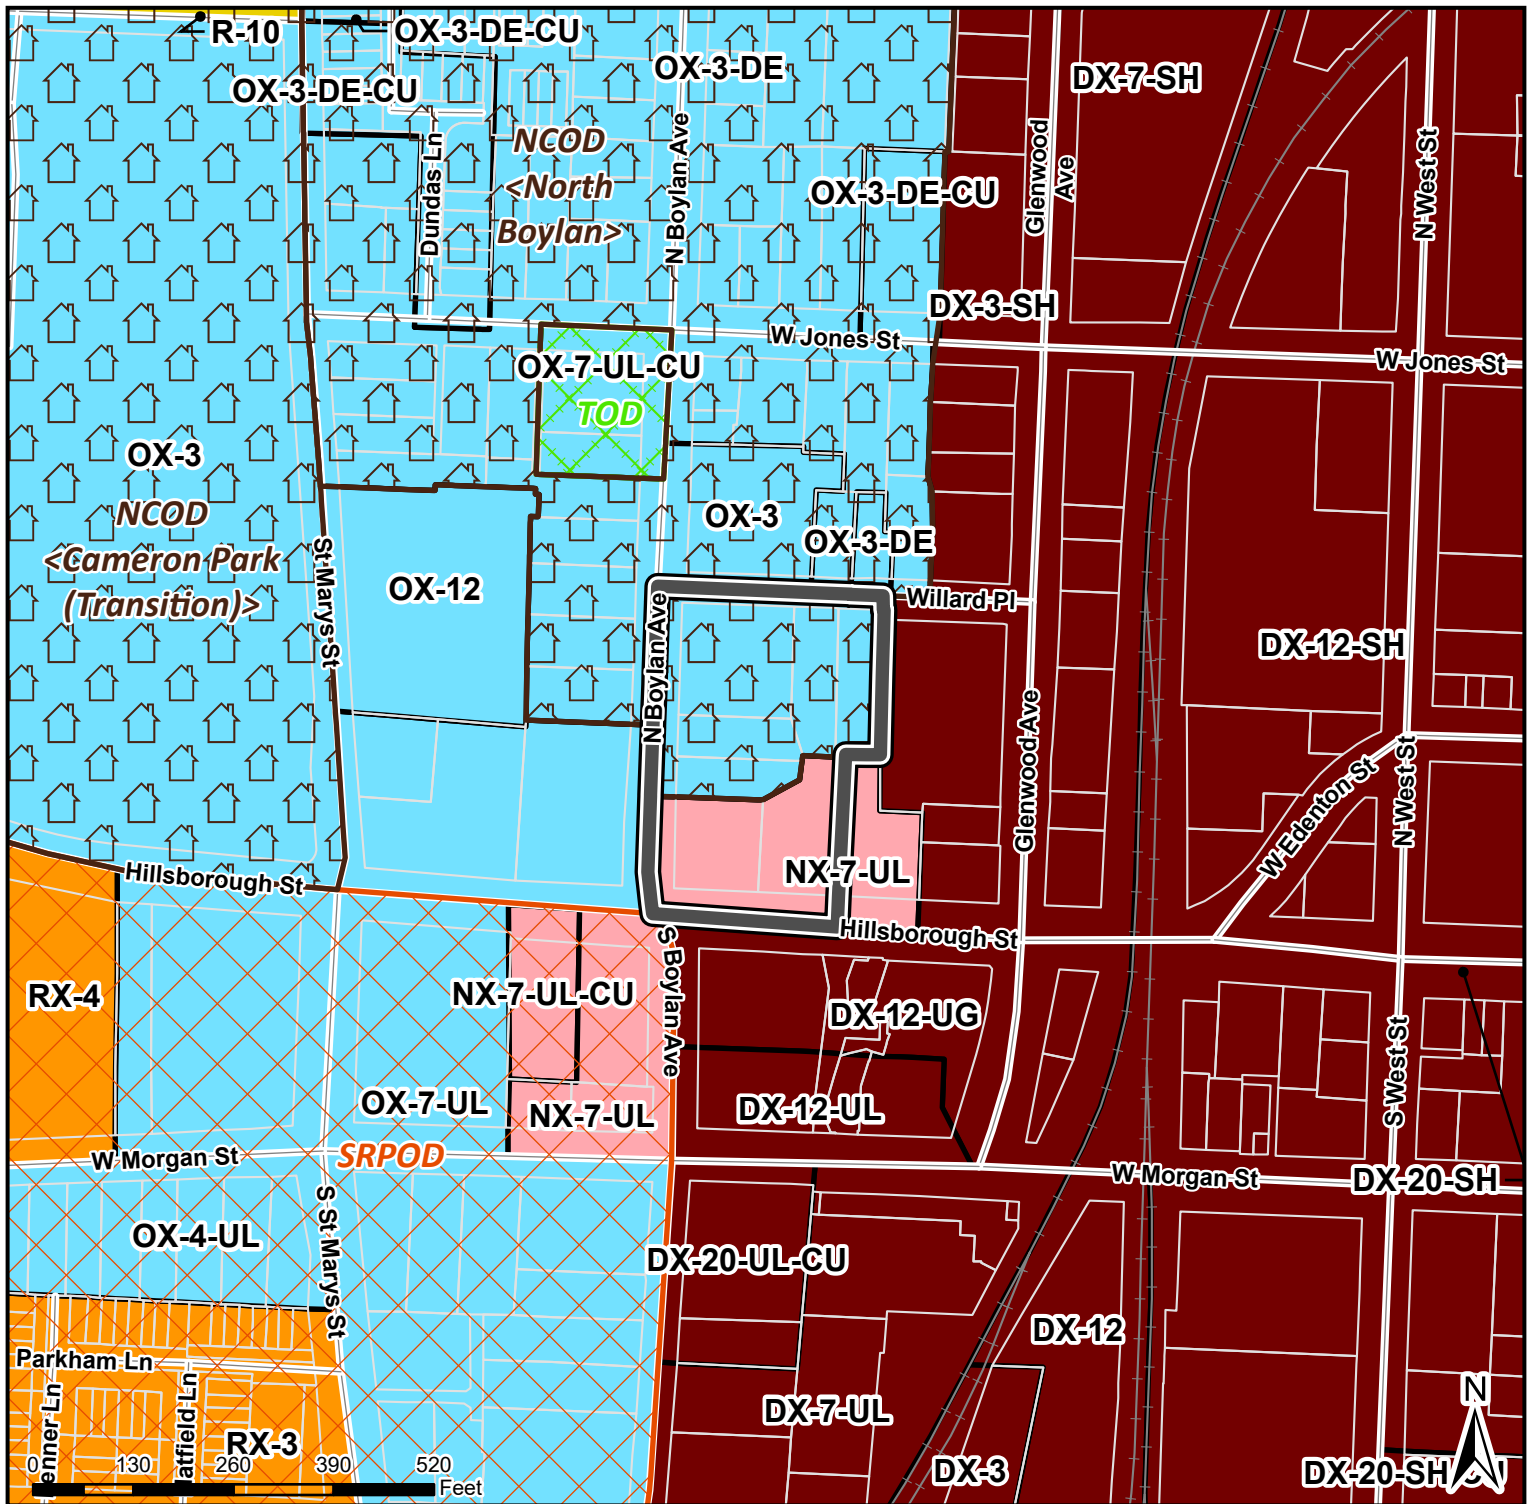 R-10
OX-3-DE-CU
OX-3-DE
DX-7-SH
OX-3-DE-CU
NCOD
<North
Boylan>
Dundas Ln
N Boylan Ave
OX-3-DE-CU
Glenwood
Ave
N West St
DX-3-SH
W Jones St
W Jones St
OX-7-UL-CU
TOD
OX-3
NCOD
<Cameron Park
(Transition)>
OX-3
OX-3-DE
St Marys St
OX-12
Willard Pl
N Boylan Ave
DX-12-SH
Glenwood Ave
W Edenton St
N West St
Hillsborough St
NX-7-UL
Hillsborough St
S Boylan Ave
RX-4
NX-7-UL-CU
DX-12-UG
OX-7-UL
NX-7-UL
DX-12-UL
S West St
W Morgan St
SRPOD
W Morgan St
DX-20-SH
OX-4-UL
S St Marys St
DX-20-UL-CU
DX-12
Parkham Ln
enner Ln
latfield Ln
DX-7-UL
N
RX-3
DX-3
DX-20-SH-CU
0 130 260 390 520
Feet